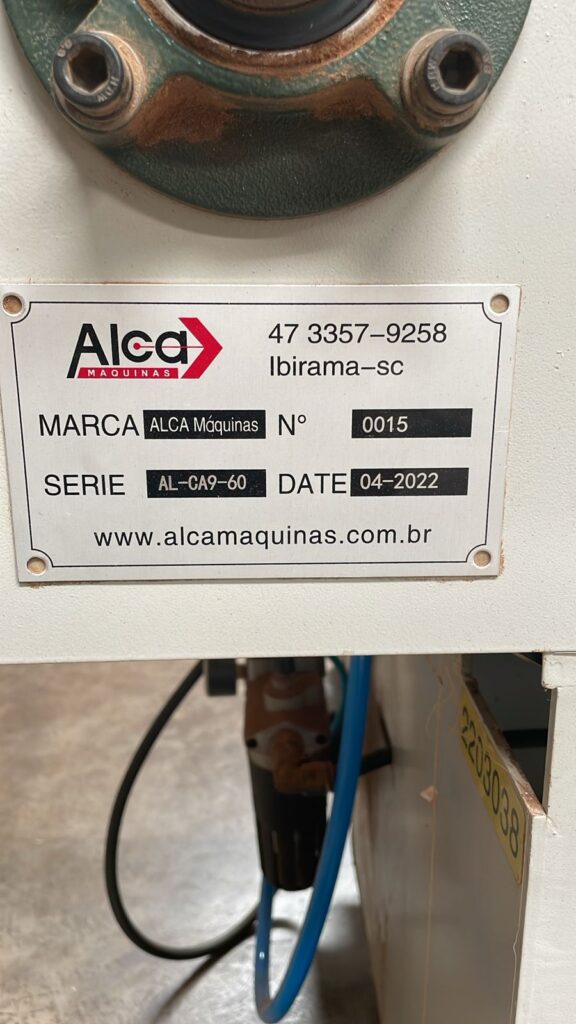 Alca
MAQUINAS
47 3357-9258
Ibirama-sc
MARCA ALCA Máquinas N° 0015
SERIE AL-CA9-60 DATE 04-2022
www.alcamaquinas.com.br
2203038